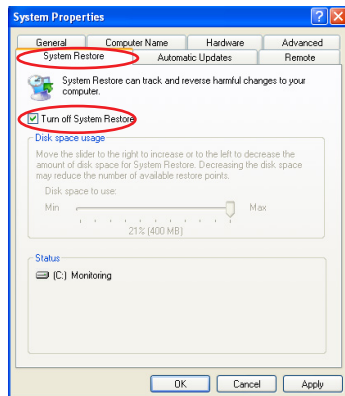 System Properties
General Computer Name Hardware Advanced
System Restore Automatic Updates Remote
System Restore can track and reverse harmful changes to your
computer.
Turn off System Restore
Disk space usage
Move the slider to the right to increase or to the left to decrease the
amount of disk space for System Restore. Decreasing the disk space
may reduce the number of available restore points.
Disk space to use:
Min Max
21% (400 MB)
Status
(C:) Monitoring
OK Cancel Apply